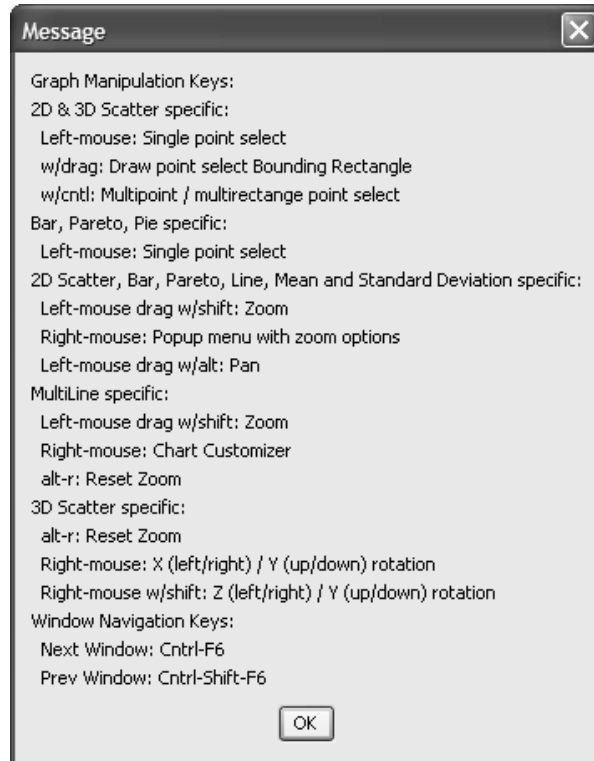 Message
Graph Manipulation Keys:
2D & 3D Scatter specific:
Left-mouse: Single point select
w/drag: Draw point select Bounding Rectangle
w/cntl: Multipoint / multirectange point select
Bar, Pareto, Pie specific:
Left-mouse: Single point select
2D Scatter, Bar, Pareto, Line, Mean and Standard Deviation specific:
Left-mouse drag w/shift: Zoom
Right-mouse: Popup menu with zoom options
Left-mouse drag w/alt: Pan
MultiLine specific:
Left-mouse drag w/shift: Zoom
Right-mouse: Chart Customizer
alt-r: Reset Zoom
3D Scatter specific:
alt-r: Reset Zoom
Right-mouse: X (left/right) / Y (up/down) rotation
Right-mouse w/shift: Z (left/right) / Y (up/down) rotation
Window Navigation Keys:
Next Window: Cntrl-F6
Prev Window: Cntrl-Shift-F6
OK